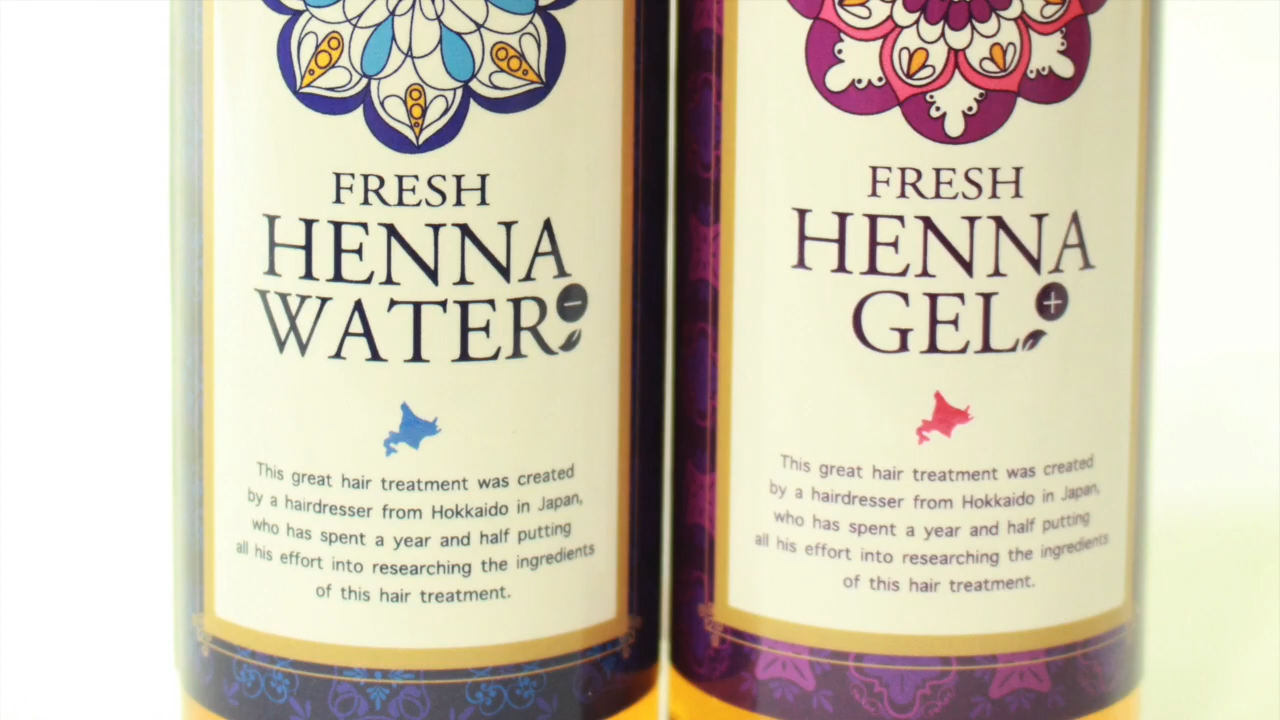 FRESH
HENNA
WATER −
This great hair treatment was created
by a hairdresser from Hokkaido in Japan,
who has spent a year and half putting
all his effort into researching the ingredients
of this hair treatment.
FRESH
HENNA
GEL +
This great hair treatment was created
by a hairdresser from Hokkaido in Japan,
who has spent a year and half putting
all his effort into researching the ingredients
of this hair treatment.